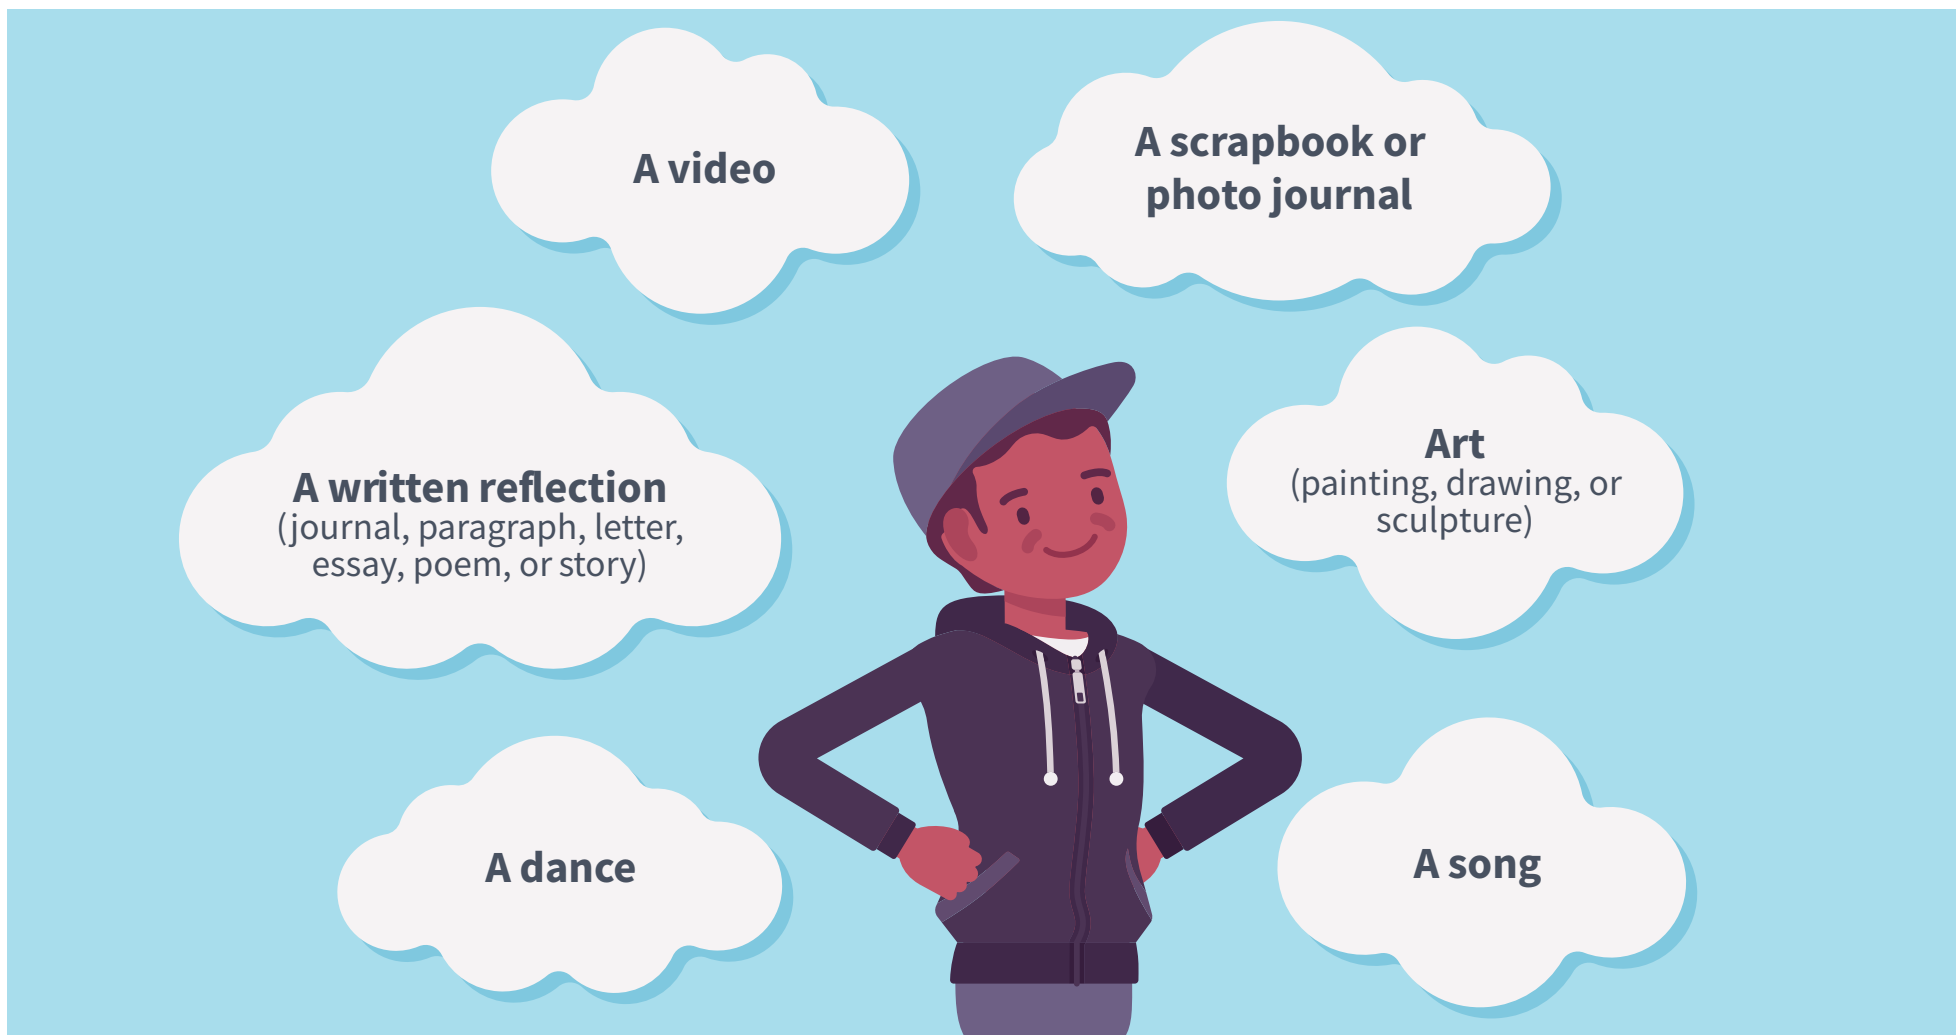 A video
A scrapbook or
photo journal
A written reflection
(journal, paragraph, letter,
essay, poem, or story)
Art
(painting, drawing, or
sculpture)
A dance
A song